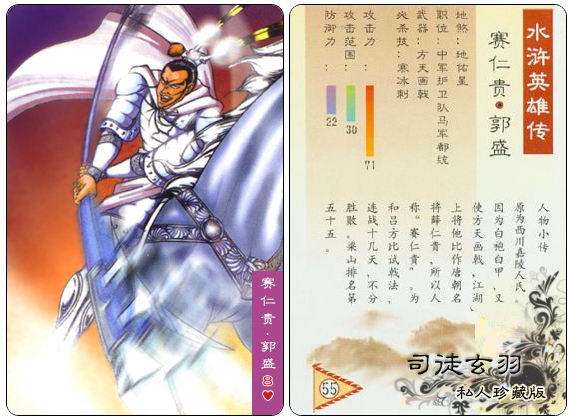 赛仁贵·郭盛
8
水浒英雄传
赛仁贵·郭盛
地煞：地佑星
职位：中军护卫队马军都统
武器：方天画戟
必杀技：寒冰刺
攻击力：
71
攻击范围：
30
防御力：
22
人物小传
原为西川嘉陵人氏。
因为白袍白甲，又
使方天画戟，江湖
上将他比作唐朝名
将薛仁贵，所以人
称“赛仁贵”。为
和吕方比试戟法，
连战十几天，不分
胜败。梁山排名第
五十五。
55
司徒玄羽
私人珍藏版